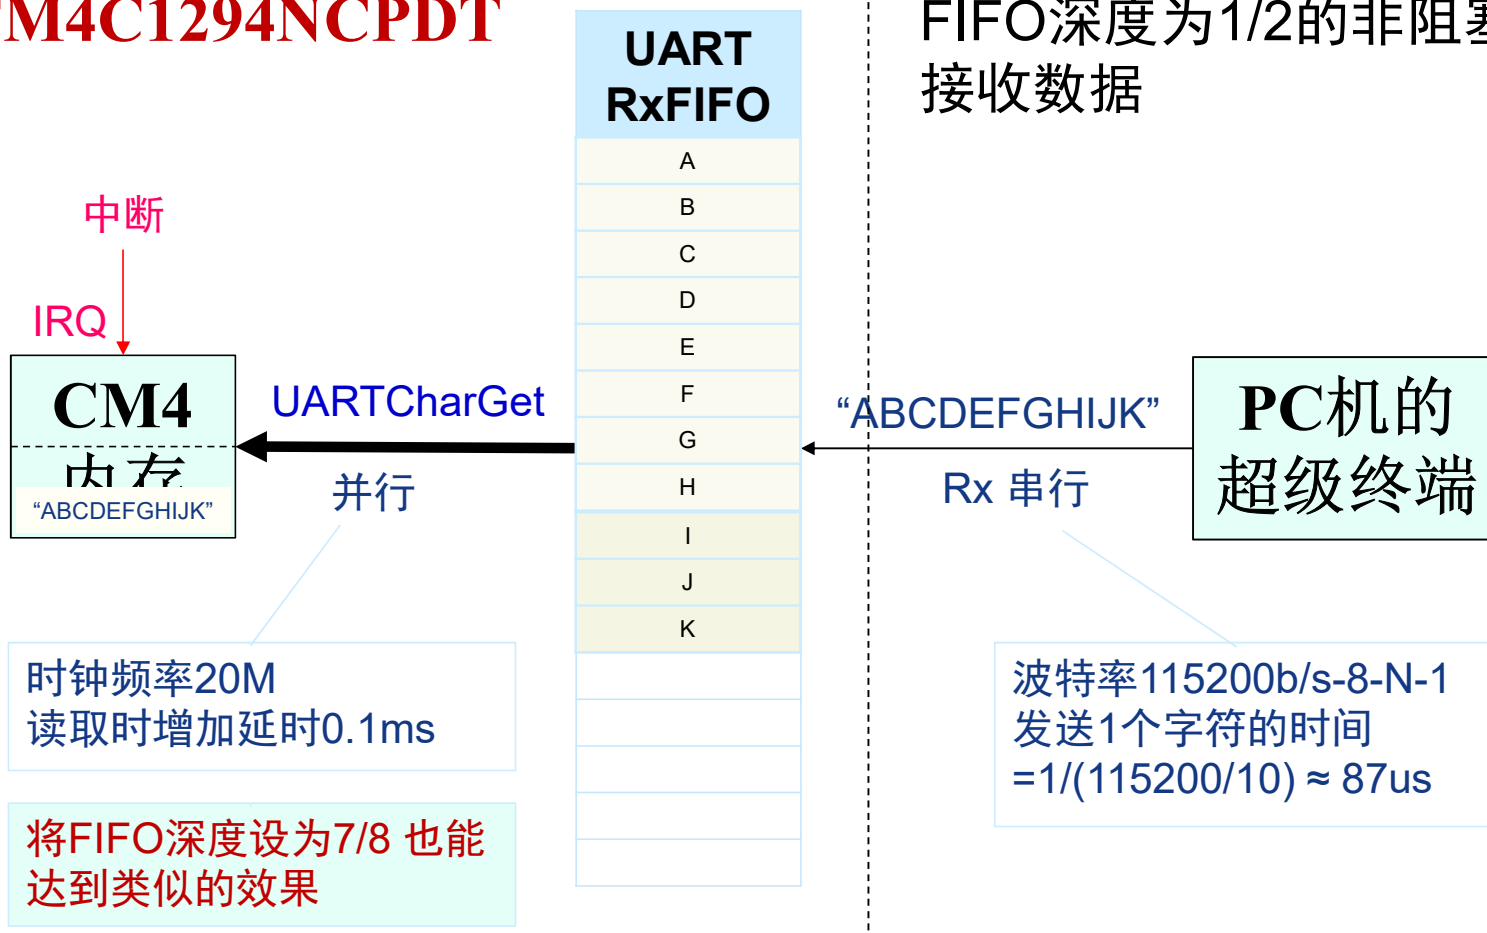 M4C1294NCPDT
FIFO深度为1/2的非阻塞
接收数据
UART
RxFIFO
A
B
C
D
E
F
G
H
I
J
K
中断
IRQ
CM4
内存
“ABCDEFGHIJK”
UARTCharGet
并行
“ABCDEFGHIJK”
Rx 串行
PC机的
超级终端
时钟频率20M
读取时增加延时0.1ms
将FIFO深度设为7/8 也能
达到类似的效果
波特率115200b/s-8-N-1
发送1个字符的时间
=1/(115200/10) ≈ 87us